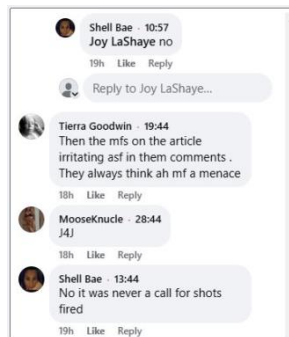 Shell Bae · 10:57
Joy LaShaye no
19h Like Reply
Reply to Joy LaShaye...
Tierra Goodwin · 19:44
Then the mfs on the article
irritating asf in them comments .
They always think ah mf a menace
18h Like Reply
MooseKnucle · 28:44
J4J
18h Like Reply
Shell Bae · 13:44
No it was never a call for shots
fired
19h Like Reply